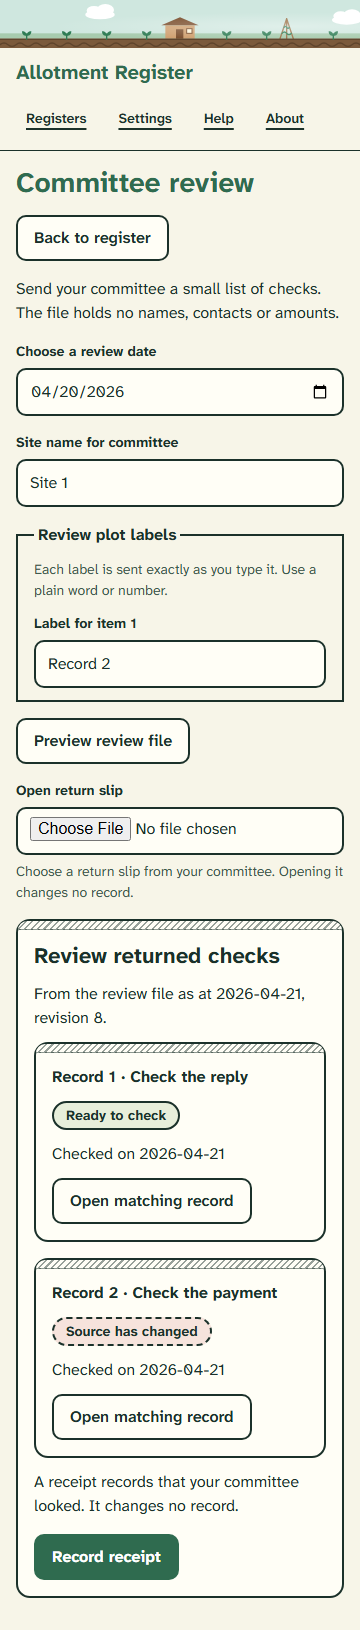 Allotment Register
Registers Settings Help About
Committee review
Back to register
Send your committee a small list of checks.
The file holds no names, contacts or amounts.
Choose a review date
04/20/2026
Site name for committee
Site 1
Review plot labels
Each label is sent exactly as you type it. Use a
plain word or number.
Label for item 1
Record 2
Preview review file
Open return slip
Choose File No file chosen
Choose a return slip from your committee. Opening it
changes no record.
Review returned checks
From the review file as at 2026-04-21,
revision 8.
Record 1 · Check the reply
Ready to check
Checked on 2026-04-21
Open matching record
Record 2 · Check the payment
Source has changed
Checked on 2026-04-21
Open matching record
A receipt records that your committee
looked. It changes no record.
Record receipt